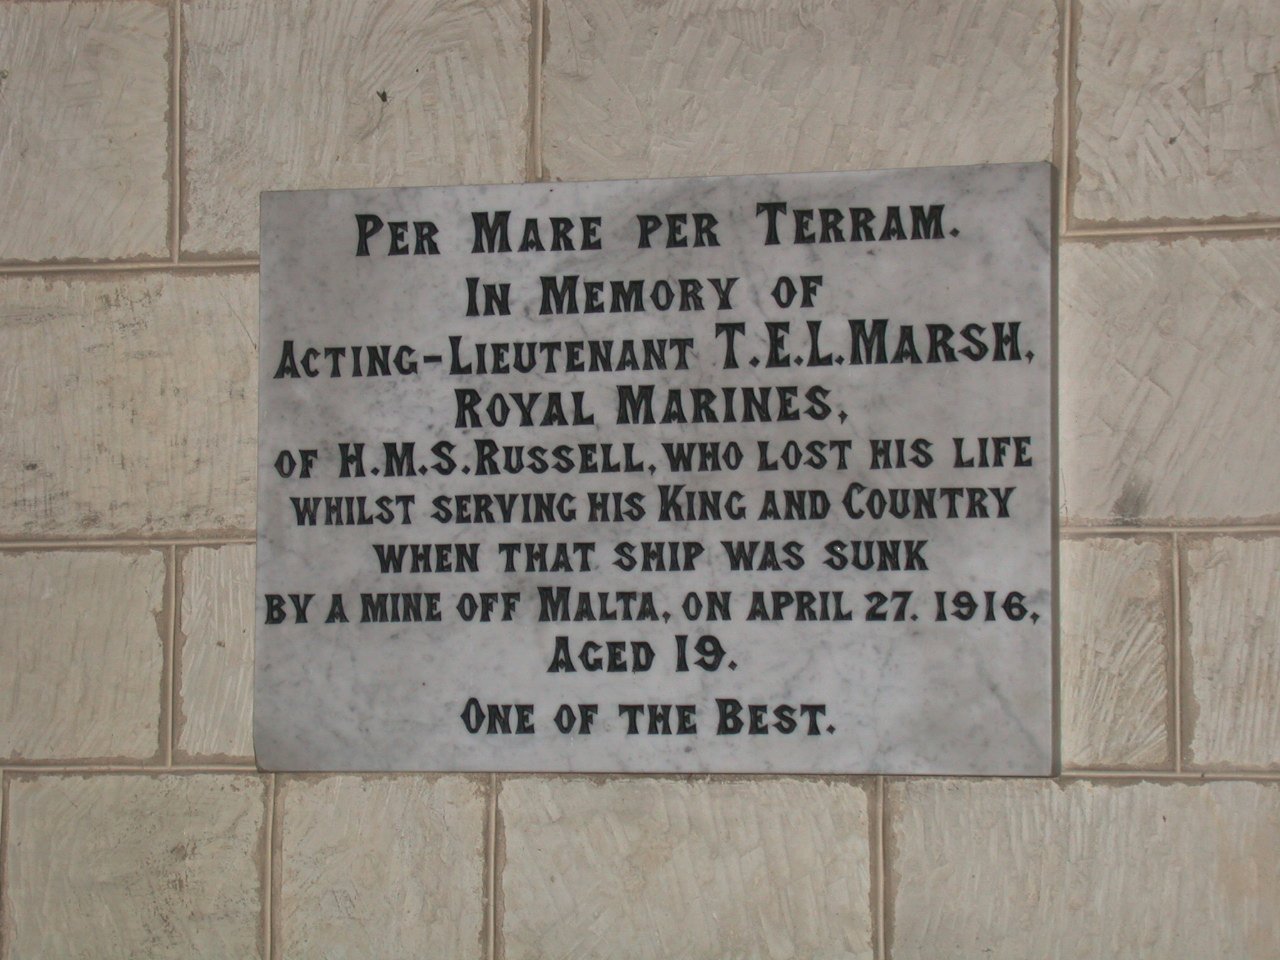 Per Mare per Terram.
In Memory of
Acting-Lieutenant T.E.L. Marsh,
Royal Marines,
of H.M.S. Russell, who lost his life
whilst serving his King and Country
when that ship was sunk
by a mine off Malta, on April 27. 1916,
Aged 19.
One of the Best.